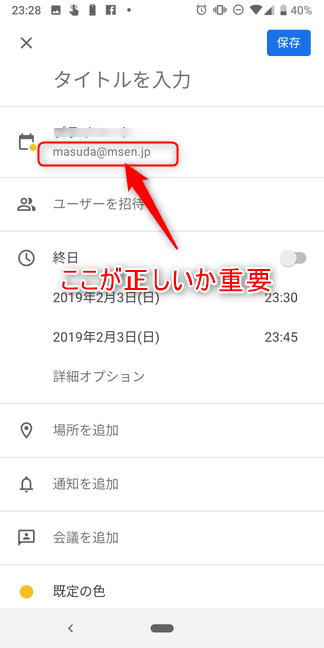 23:28
40%
保存
タイトルを入力
masuda@msen.jp
ユーザーを招待
終日
ここが正しいか重要
2019年2月3日(日) 23:30
2019年2月3日(日) 23:45
詳細オプション
場所を追加
通知を追加
会議を追加
既定の色